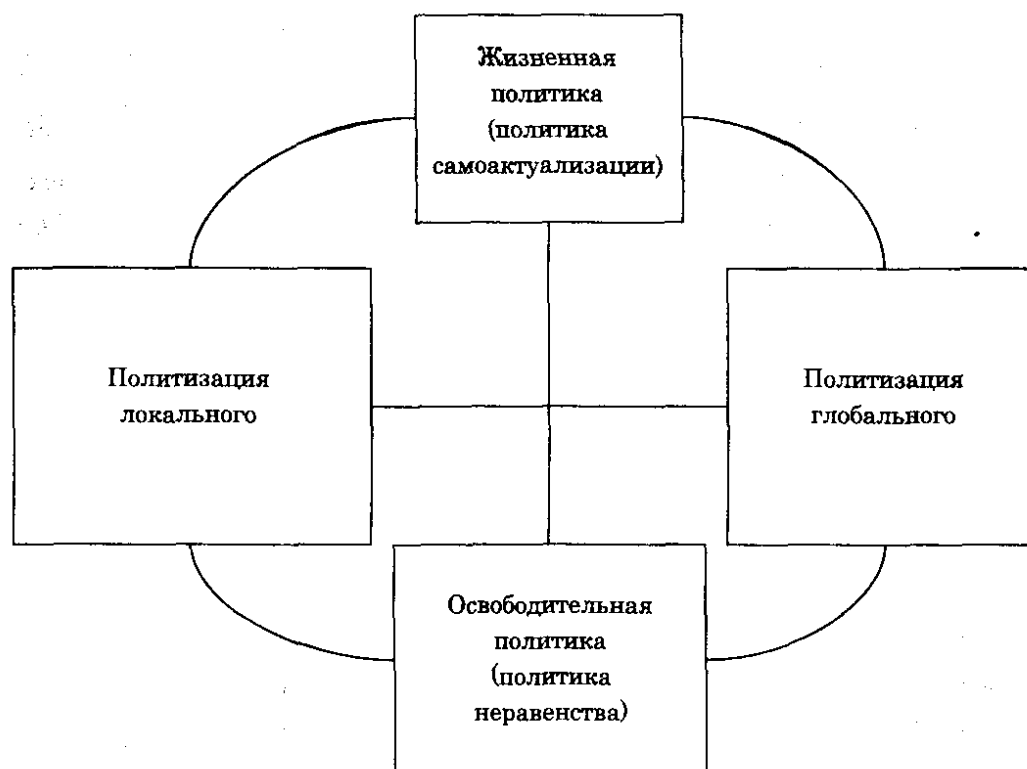 Жизненная
политика
(политика
самоактуализации)
Политизация
локального
Политизация
глобального
Освободительная
политика
(политика
неравенства)